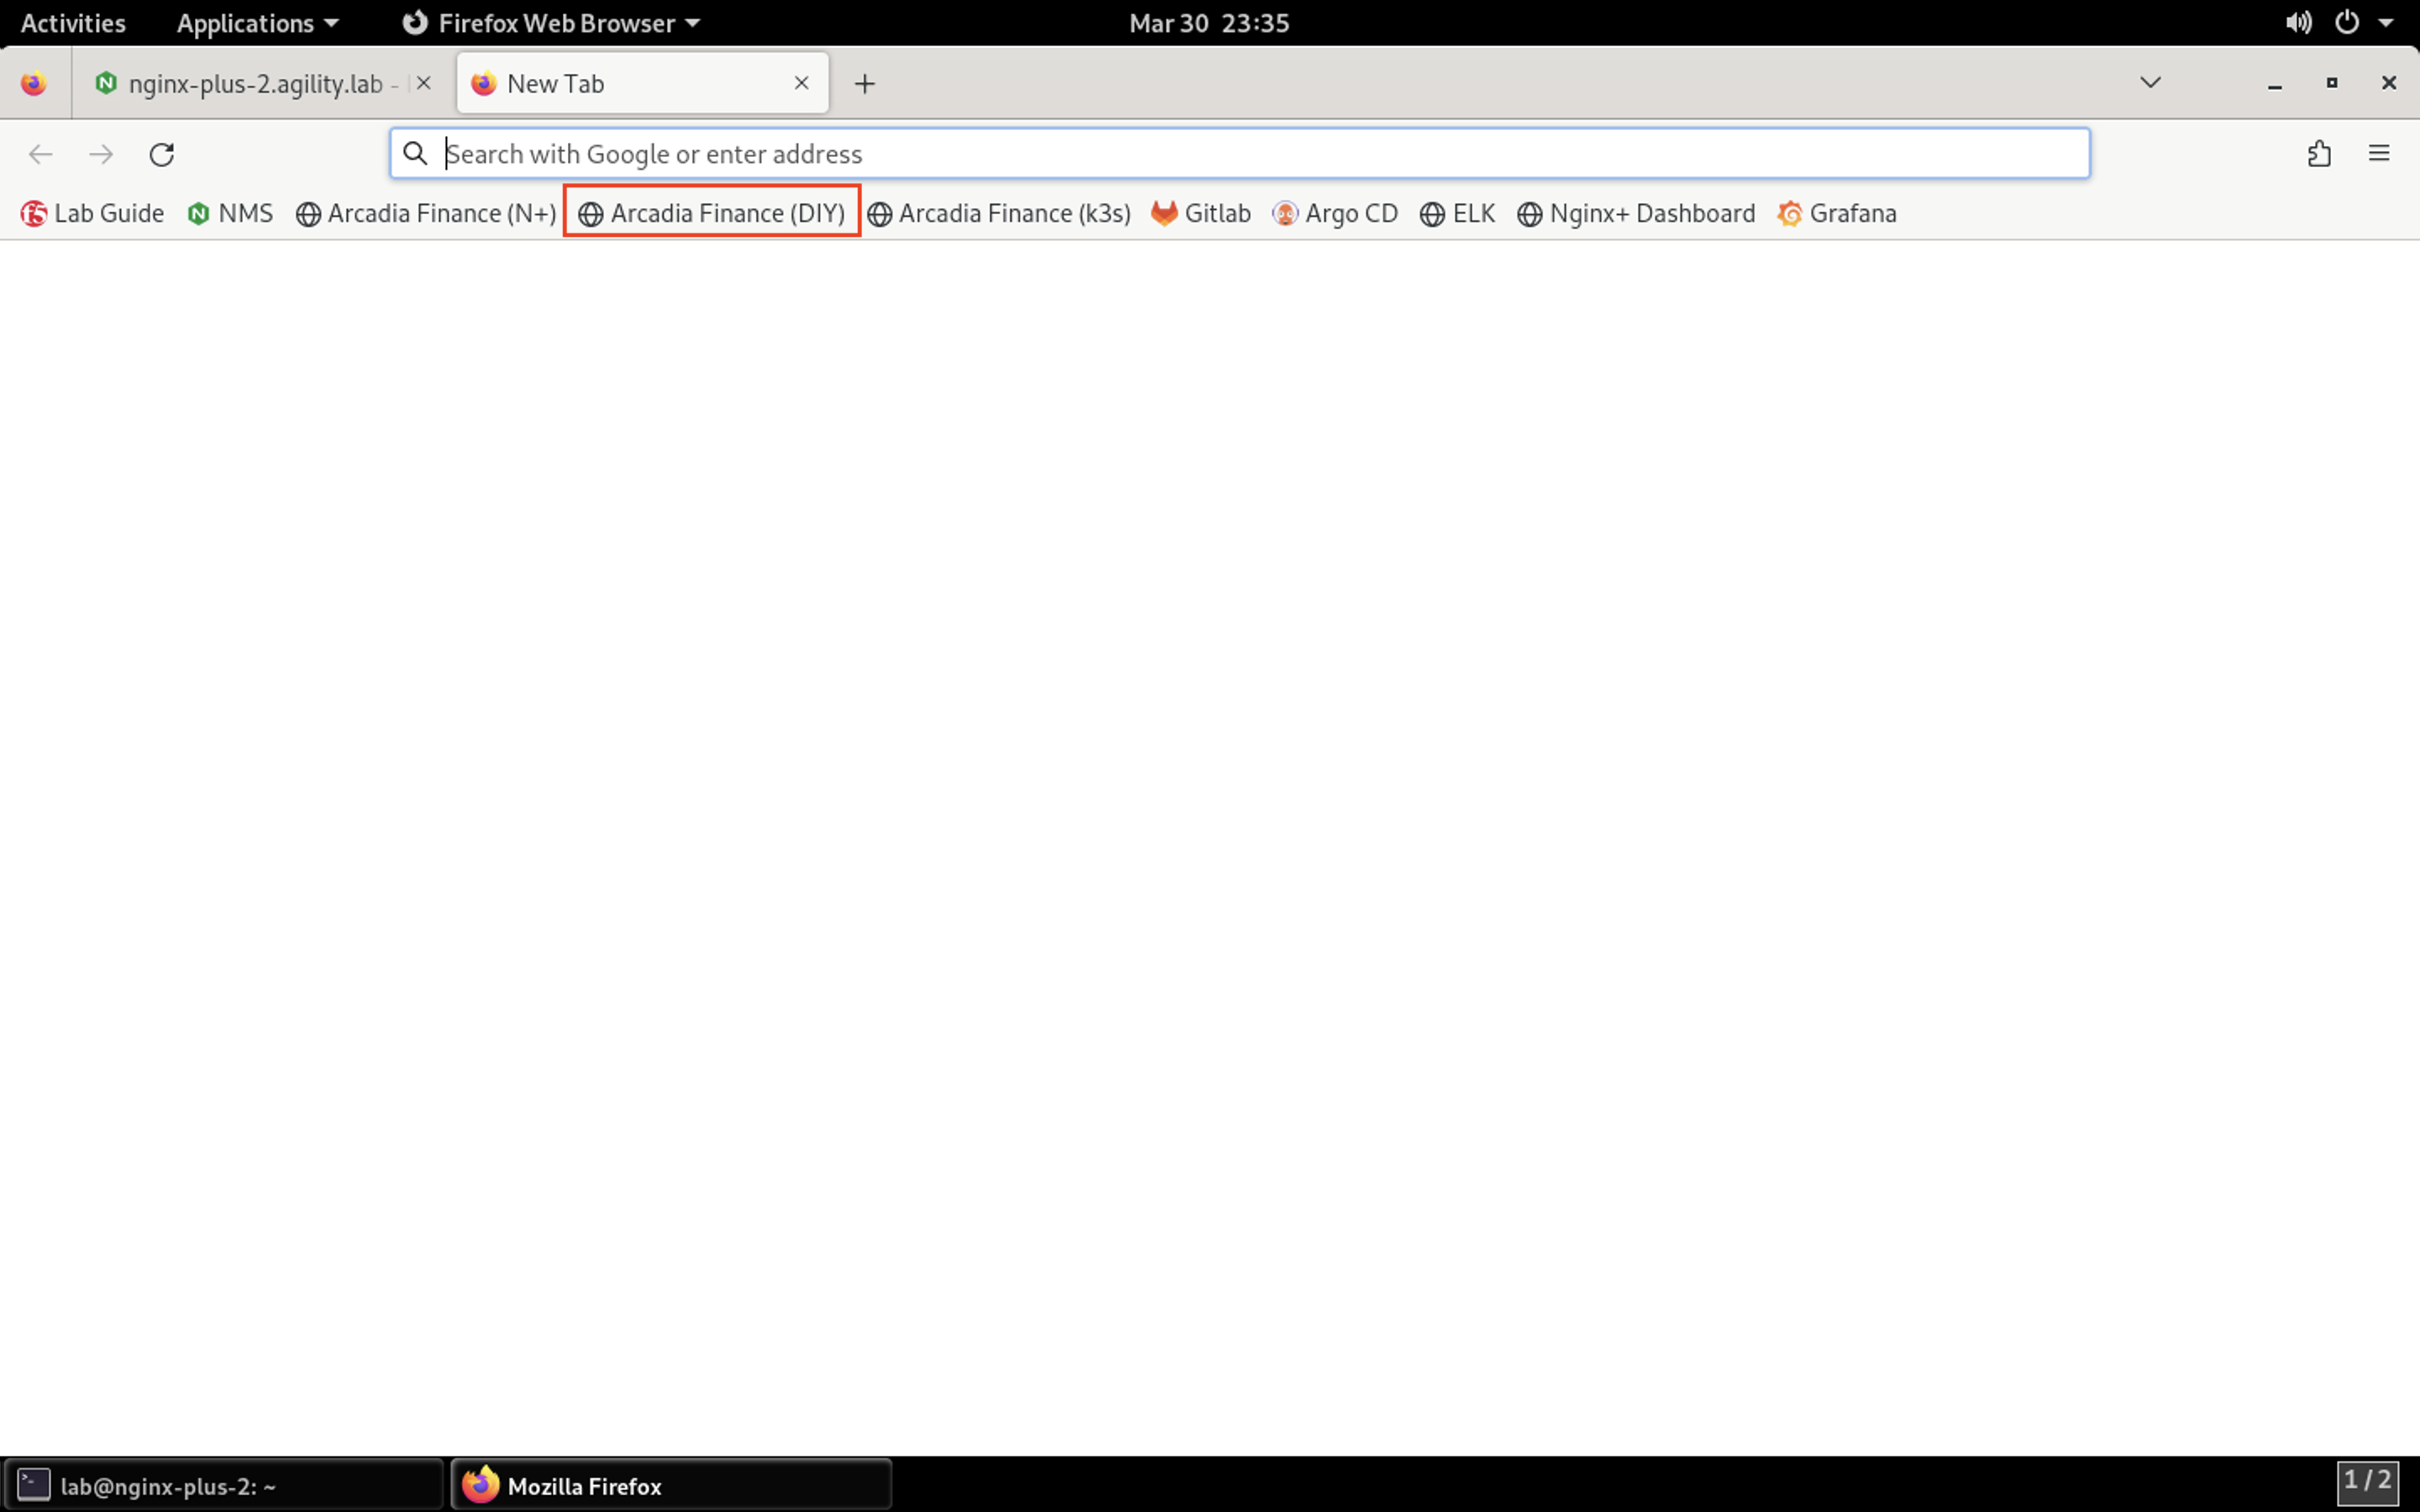 Activities Applications Firefox Web Browser Mar 30 23:35
nginx-plus-2.agility.lab - New Tab
Search with Google or enter address
Lab Guide NMS Arcadia Finance (N+) Arcadia Finance (DIY) Arcadia Finance (k3s) Gitlab Argo CD ELK Nginx+ Dashboard Grafana
lab@nginx-plus-2: ~ Mozilla Firefox 1 / 2